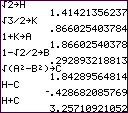 √2→H
1.41421356237
√3/2→K
.866025403784
1+K→A
1.86602540378
1-√2/2→B
.292893218813
√(A²-B²)→C
1.84289564814
H-C
-.428682085769
H+C
3.25710921052